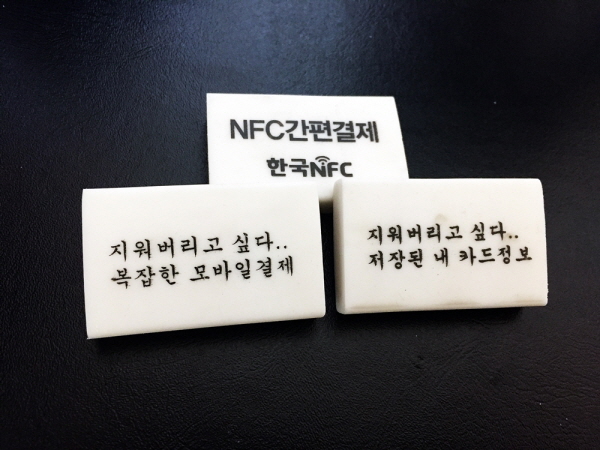 NFC간편결제
한국NFC
지워버리고 싶다..
복잡한 모바일결제
지워버리고 싶다..
저장된 내 카드정보